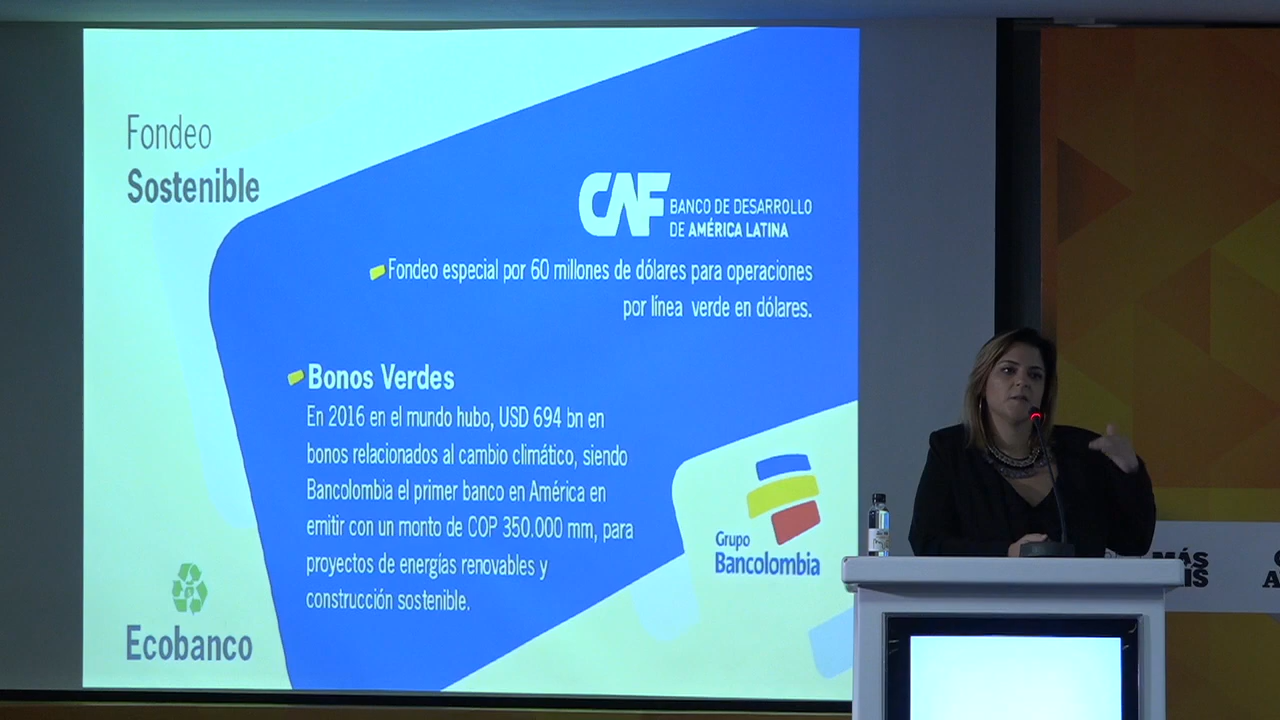 Fondeo
Sostenible
CAF BANCO DE DESARROLLO
DE AMÉRICA LATINA
Fondeo especial por 60 millones de dólares para operaciones
por línea verde en dólares.
Bonos Verdes
En 2016 en el mundo hubo, USD 694 bn en
bonos relacionados al cambio climático, siendo
Bancolombia el primer banco en América en
emitir con un monto de COP 350.000 mm, para
proyectos de energías renovables y
construcción sostenible.
Grupo
Bancolombia
Ecobanco
MÁS